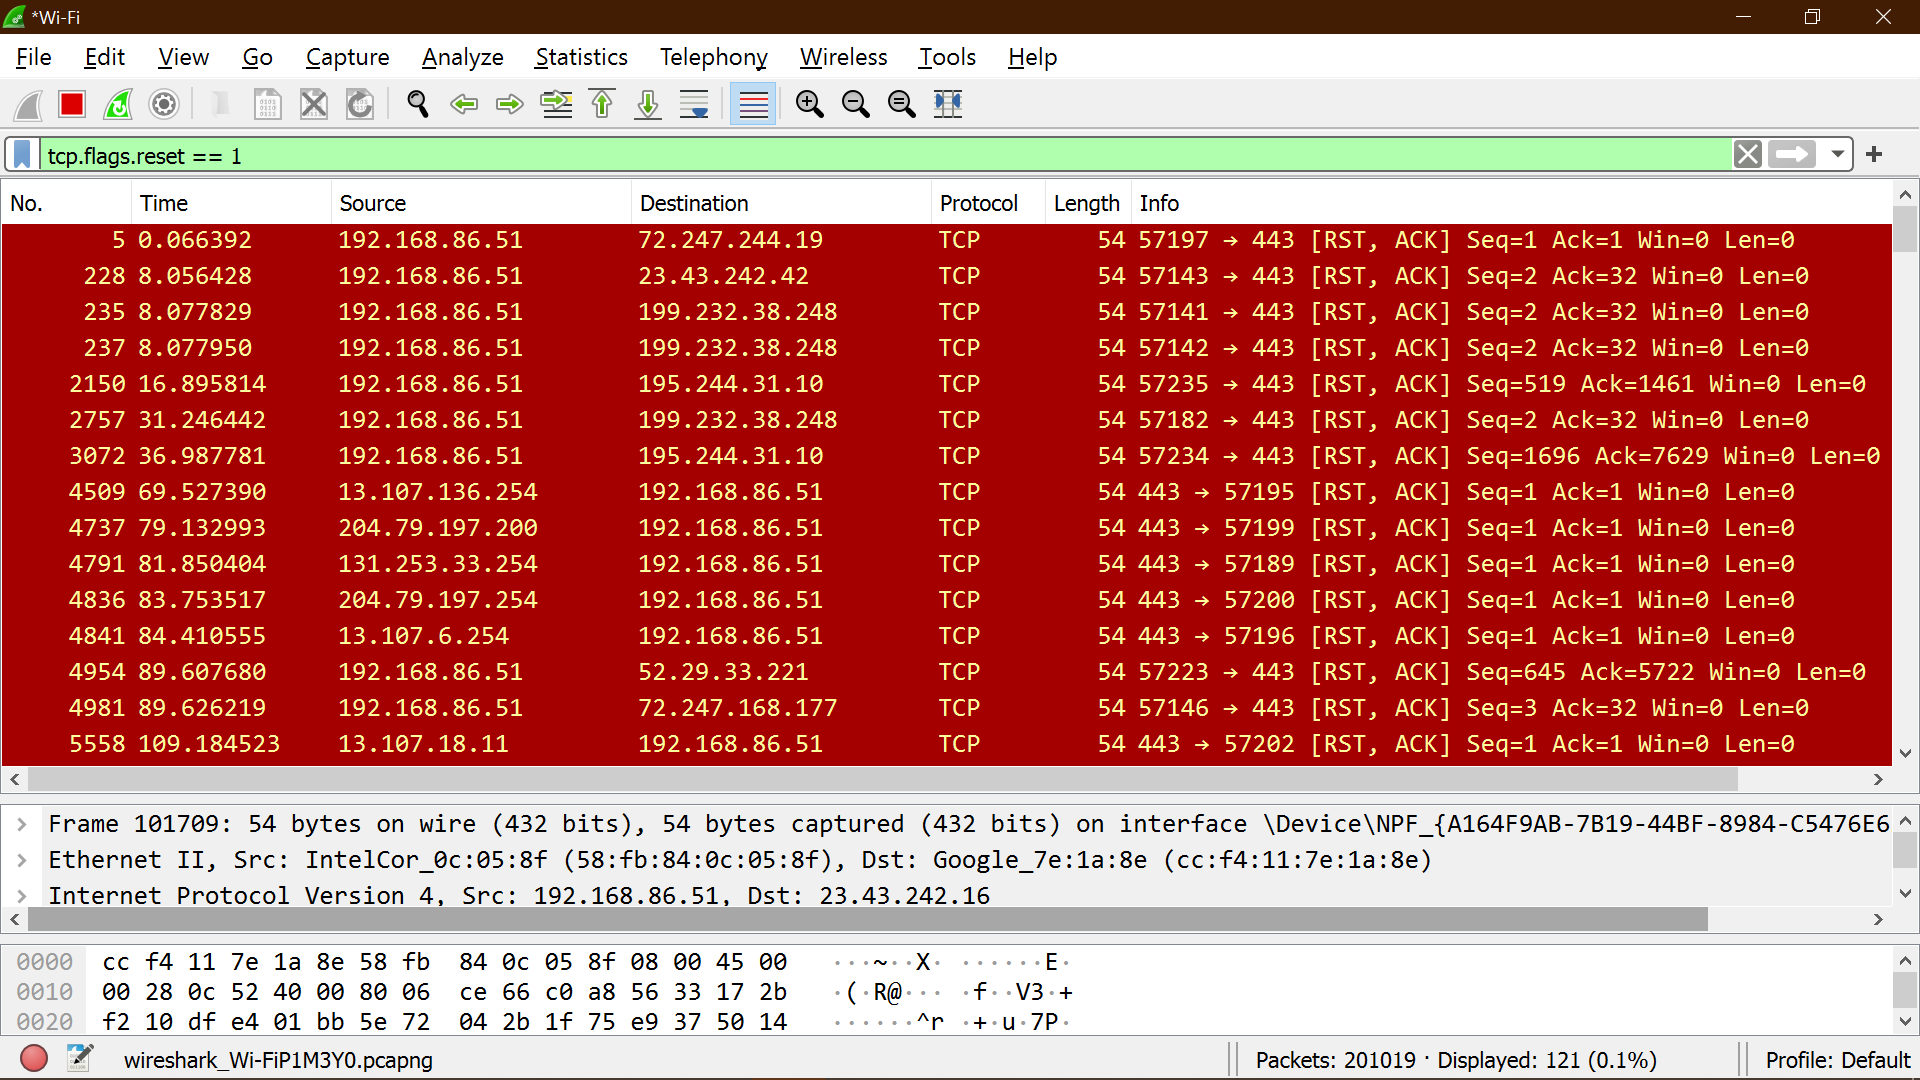 *Wi-Fi
File Edit View Go Capture Analyze Statistics Telephony Wireless Tools Help
tcp.flags.reset == 1
No. Time Source Destination Protocol Length Info
5 0.066392 192.168.86.51 72.247.244.19 TCP 54 57197 → 443 [RST, ACK] Seq=1 Ack=1 Win=0 Len=0
228 8.056428 192.168.86.51 23.43.242.42 TCP 54 57143 → 443 [RST, ACK] Seq=2 Ack=32 Win=0 Len=0
235 8.077829 192.168.86.51 199.232.38.248 TCP 54 57141 → 443 [RST, ACK] Seq=2 Ack=32 Win=0 Len=0
237 8.077950 192.168.86.51 199.232.38.248 TCP 54 57142 → 443 [RST, ACK] Seq=2 Ack=32 Win=0 Len=0
2150 16.895814 192.168.86.51 195.244.31.10 TCP 54 57235 → 443 [RST, ACK] Seq=519 Ack=1461 Win=0 Len=0
2757 31.246442 192.168.86.51 199.232.38.248 TCP 54 57182 → 443 [RST, ACK] Seq=2 Ack=32 Win=0 Len=0
3072 36.987781 192.168.86.51 195.244.31.10 TCP 54 57234 → 443 [RST, ACK] Seq=1696 Ack=7629 Win=0 Len=0
4509 69.527390 13.107.136.254 192.168.86.51 TCP 54 443 → 57195 [RST, ACK] Seq=1 Ack=1 Win=0 Len=0
4737 79.132993 204.79.197.200 192.168.86.51 TCP 54 443 → 57199 [RST, ACK] Seq=1 Ack=1 Win=0 Len=0
4791 81.850404 131.253.33.254 192.168.86.51 TCP 54 443 → 57189 [RST, ACK] Seq=1 Ack=1 Win=0 Len=0
4836 83.753517 204.79.197.254 192.168.86.51 TCP 54 443 → 57200 [RST, ACK] Seq=1 Ack=1 Win=0 Len=0
4841 84.410555 13.107.6.254 192.168.86.51 TCP 54 443 → 57196 [RST, ACK] Seq=1 Ack=1 Win=0 Len=0
4954 89.607680 192.168.86.51 52.29.33.221 TCP 54 57223 → 443 [RST, ACK] Seq=645 Ack=5722 Win=0 Len=0
4981 89.626219 192.168.86.51 72.247.168.177 TCP 54 57146 → 443 [RST, ACK] Seq=3 Ack=32 Win=0 Len=0
5558 109.184523 13.107.18.11 192.168.86.51 TCP 54 443 → 57202 [RST, ACK] Seq=1 Ack=1 Win=0 Len=0
Frame 101709: 54 bytes on wire (432 bits), 54 bytes captured (432 bits) on interface \Device\NPF_{A164F9AB-7B19-44BF-8984-C5476E6
Ethernet II, Src: IntelCor_0c:05:8f (58:fb:84:0c:05:8f), Dst: Google_7e:1a:8e (cc:f4:11:7e:1a:8e)
Internet Protocol Version 4, Src: 192.168.86.51, Dst: 23.43.242.16
0000 cc f4 11 7e 1a 8e 58 fb 84 0c 05 8f 08 00 45 00 ···~··X· ······E·
0010 00 28 0c 52 40 00 80 06 ce 66 c0 a8 56 33 17 2b ·(·R@··· ·f··V3·+
0020 f2 10 df e4 01 bb 5e 72 04 2b 1f 75 e9 37 50 14 ······^r ·+·u·7P·
wireshark_Wi-FiP1M3Y0.pcapng Packets: 201019 · Displayed: 121 (0.1%) Profile: Default